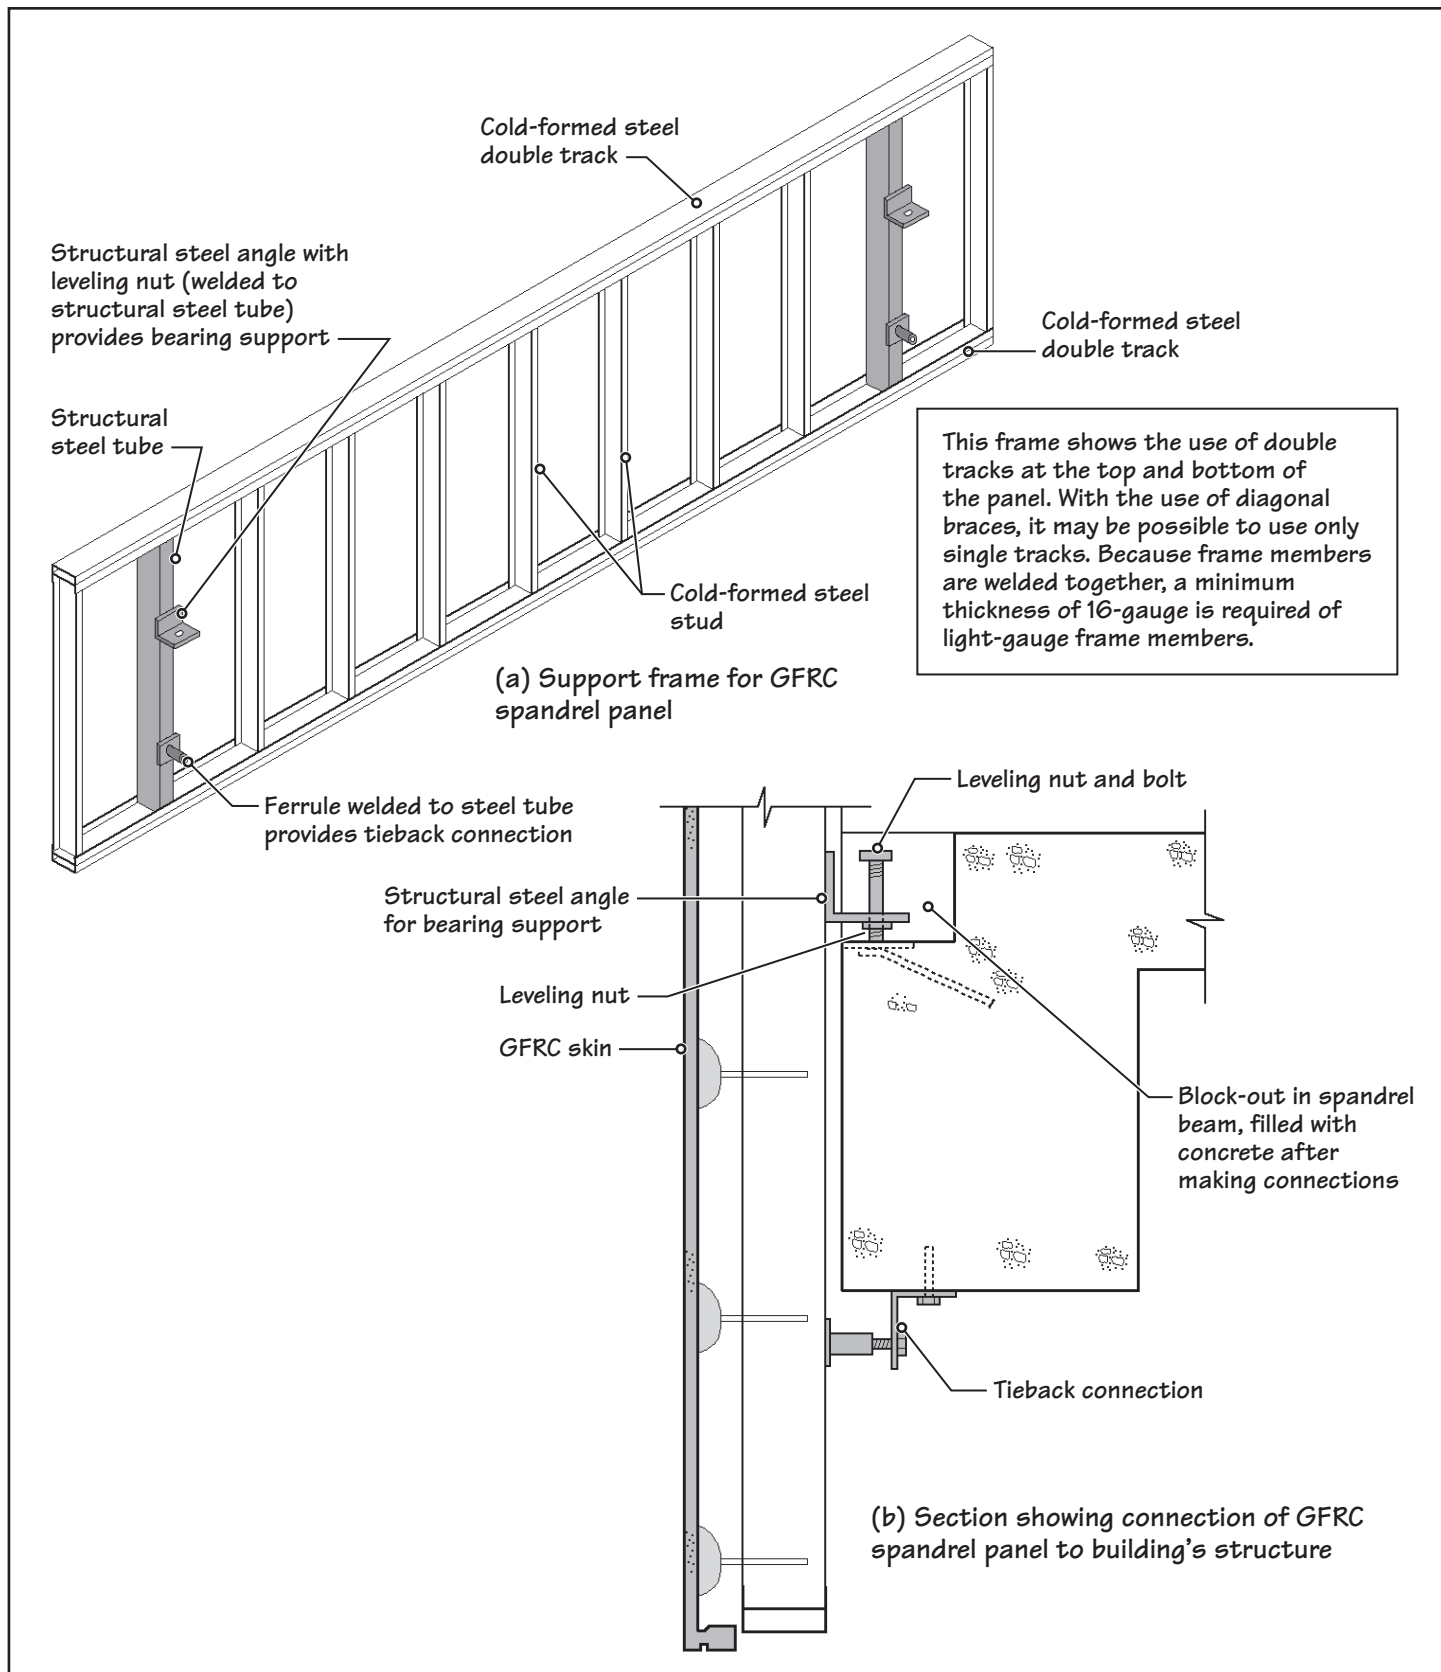 Cold-formed steel
double track
Structural steel angle with
leveling nut (welded to
structural steel tube)
provides bearing support
Cold-formed steel
double track
Structural
steel tube
This frame shows the use of double
tracks at the top and bottom of
the panel. With the use of diagonal
braces, it may be possible to use only
single tracks. Because frame members
are welded together, a minimum
thickness of 16-gauge is required of
light-gauge frame members.
Cold-formed steel
stud
(a) Support frame for GFRC
spandrel panel
Ferrule welded to steel tube
provides tieback connection
Leveling nut and bolt
Structural steel angle
for bearing support
Leveling nut
GFRC skin
Block-out in spandrel
beam, filled with
concrete after
making connections
Tieback connection
(b) Section showing connection of GFRC
spandrel panel to building's structure